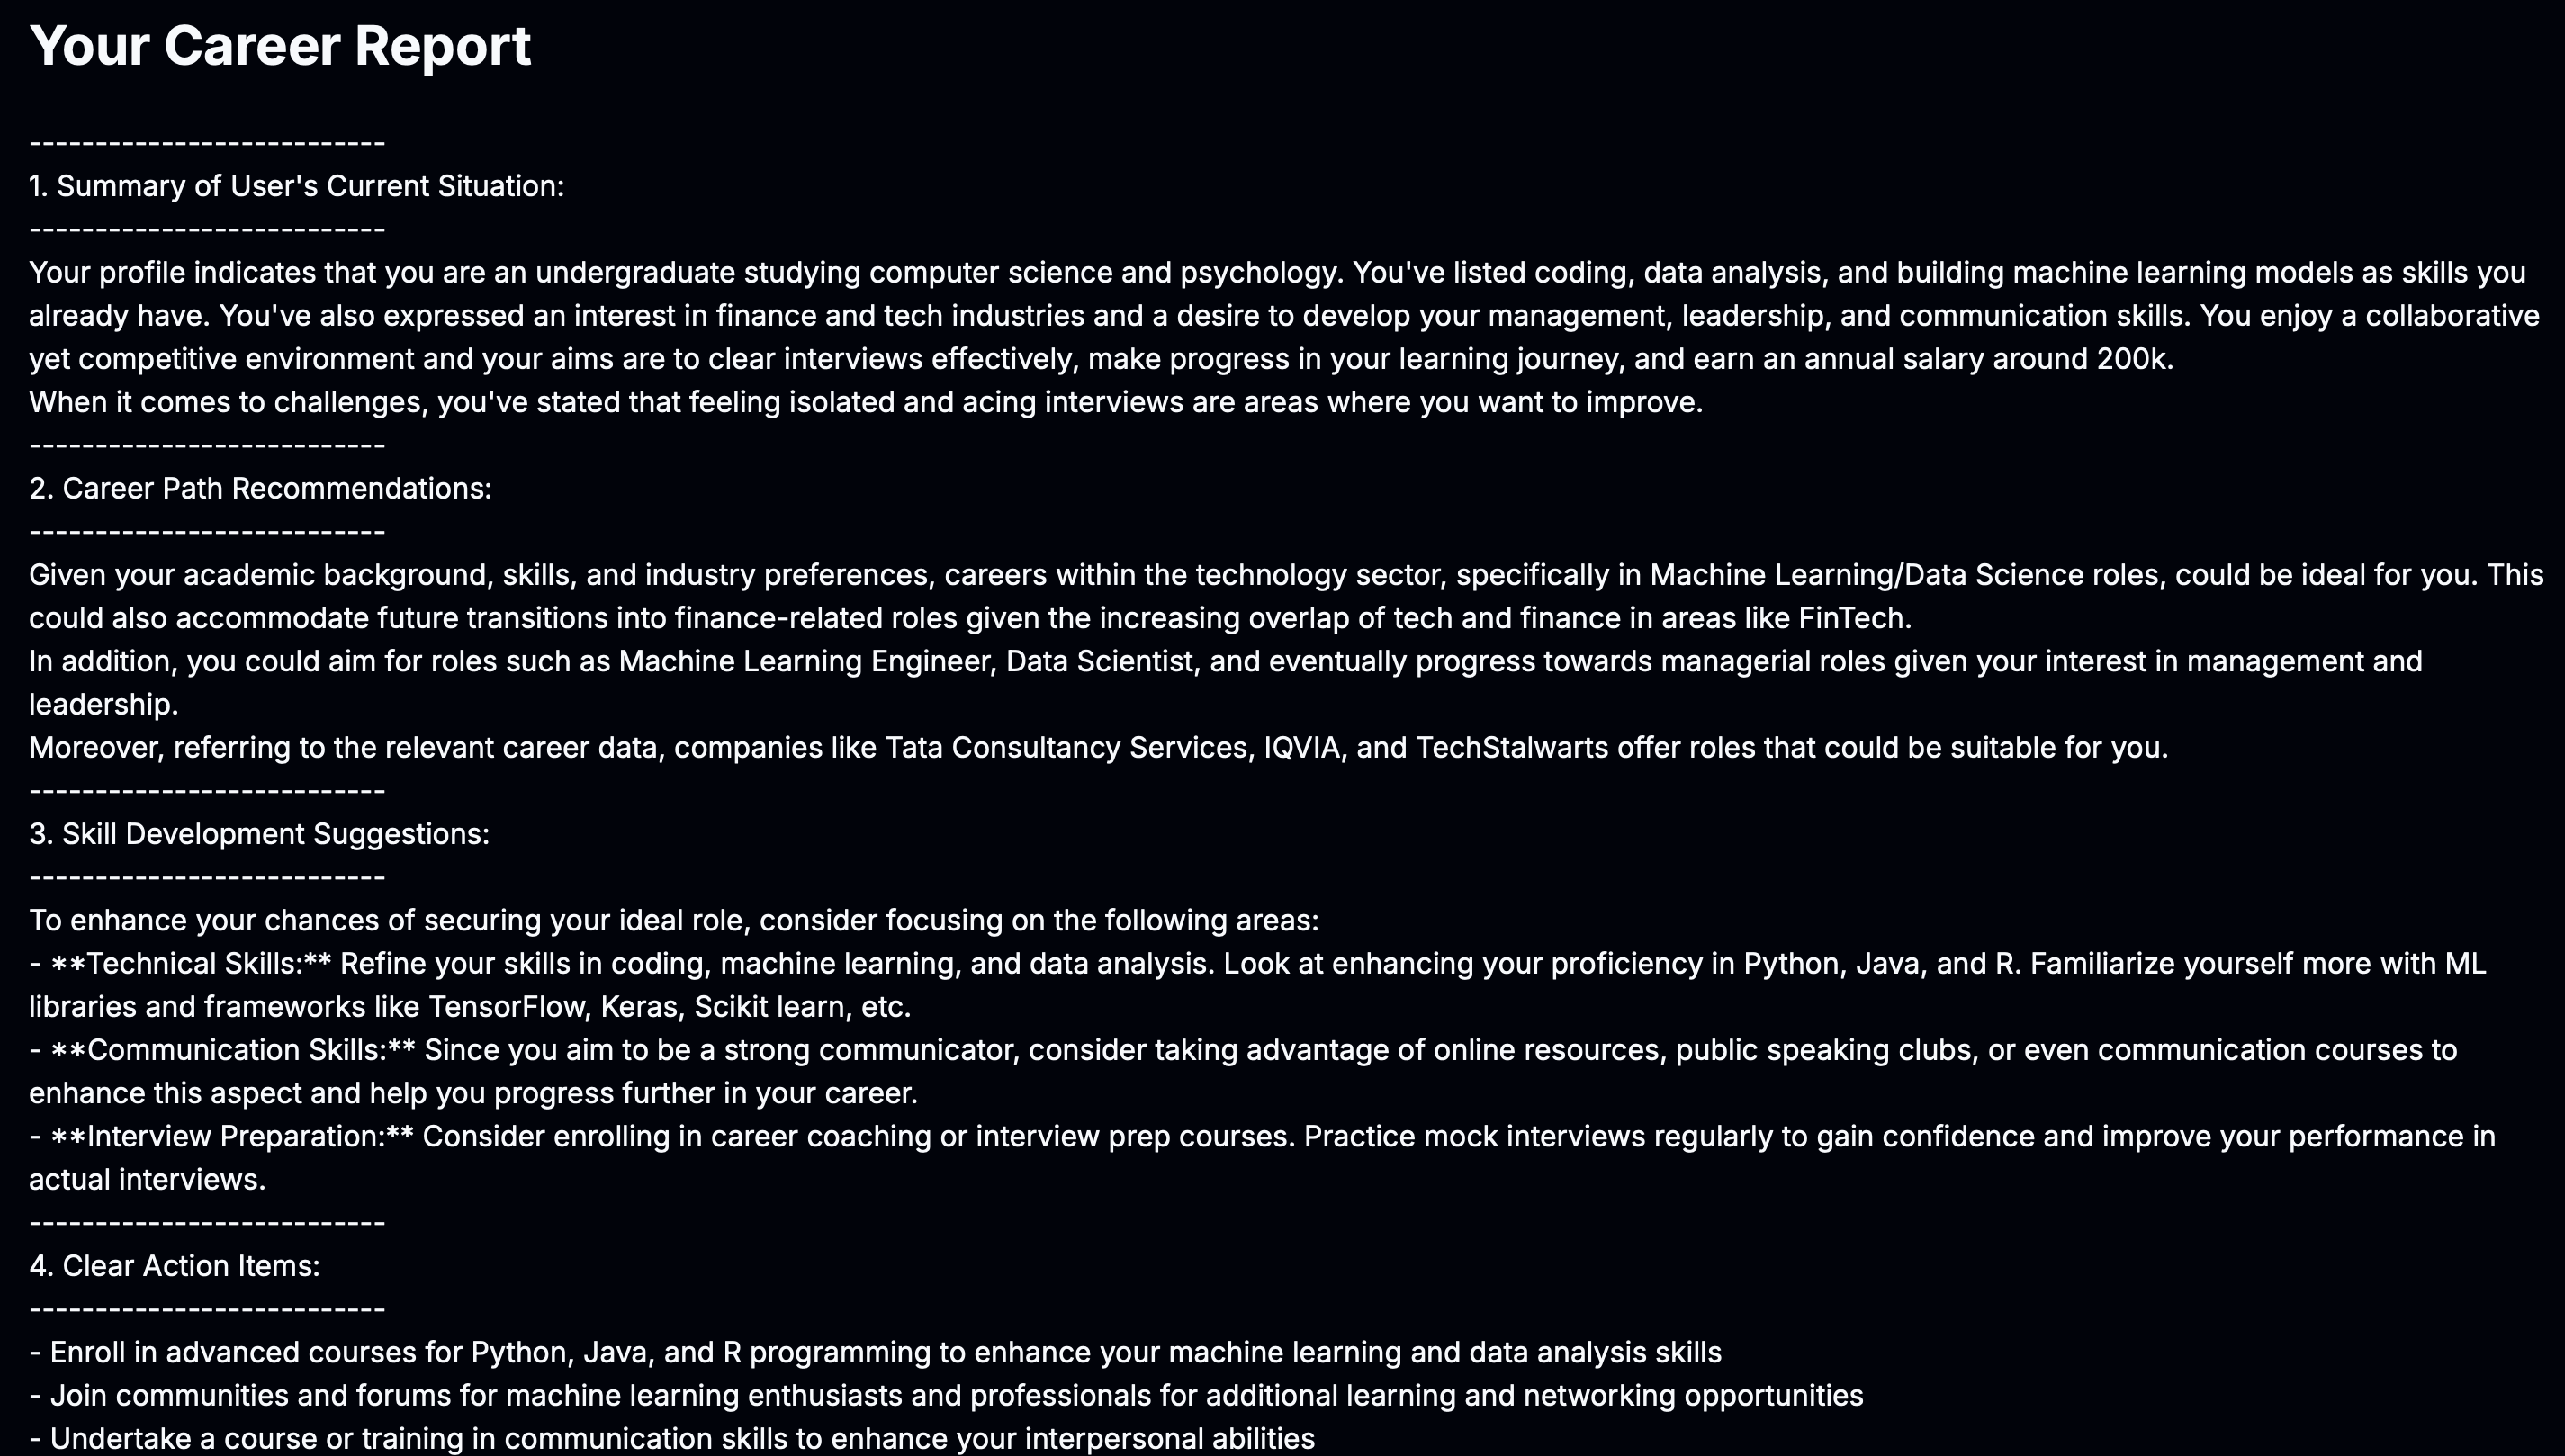 Your Career Report
---------------------------
1. Summary of User's Current Situation:
---------------------------
Your profile indicates that you are an undergraduate studying computer science and psychology. You've listed coding, data analysis, and building machine learning models as skills you
already have. You've also expressed an interest in finance and tech industries and a desire to develop your management, leadership, and communication skills. You enjoy a collaborative
yet competitive environment and your aims are to clear interviews effectively, make progress in your learning journey, and earn an annual salary around 200k.
When it comes to challenges, you've stated that feeling isolated and acing interviews are areas where you want to improve.
---------------------------
2. Career Path Recommendations:
---------------------------
Given your academic background, skills, and industry preferences, careers within the technology sector, specifically in Machine Learning/Data Science roles, could be ideal for you. This
could also accommodate future transitions into finance-related roles given the increasing overlap of tech and finance in areas like FinTech.
In addition, you could aim for roles such as Machine Learning Engineer, Data Scientist, and eventually progress towards managerial roles given your interest in management and
leadership.
Moreover, referring to the relevant career data, companies like Tata Consultancy Services, IQVIA, and TechStalwarts offer roles that could be suitable for you.
---------------------------
3. Skill Development Suggestions:
---------------------------
To enhance your chances of securing your ideal role, consider focusing on the following areas:
- **Technical Skills:** Refine your skills in coding, machine learning, and data analysis. Look at enhancing your proficiency in Python, Java, and R. Familiarize yourself more with ML
libraries and frameworks like TensorFlow, Keras, Scikit learn, etc.
- **Communication Skills:** Since you aim to be a strong communicator, consider taking advantage of online resources, public speaking clubs, or even communication courses to
enhance this aspect and help you progress further in your career.
- **Interview Preparation:** Consider enrolling in career coaching or interview prep courses. Practice mock interviews regularly to gain confidence and improve your performance in
actual interviews.
---------------------------
4. Clear Action Items:
---------------------------
- Enroll in advanced courses for Python, Java, and R programming to enhance your machine learning and data analysis skills
- Join communities and forums for machine learning enthusiasts and professionals for additional learning and networking opportunities
- Undertake a course or training in communication skills to enhance your interpersonal abilities